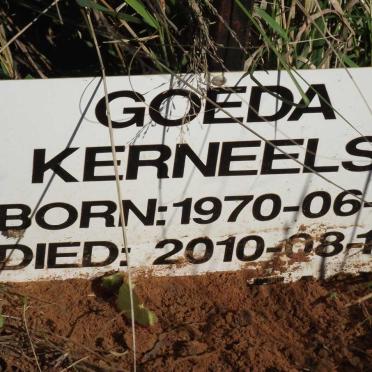 GOEDA
KERNEELS
BORN: 1970-06-
DIED: 2010-08-1